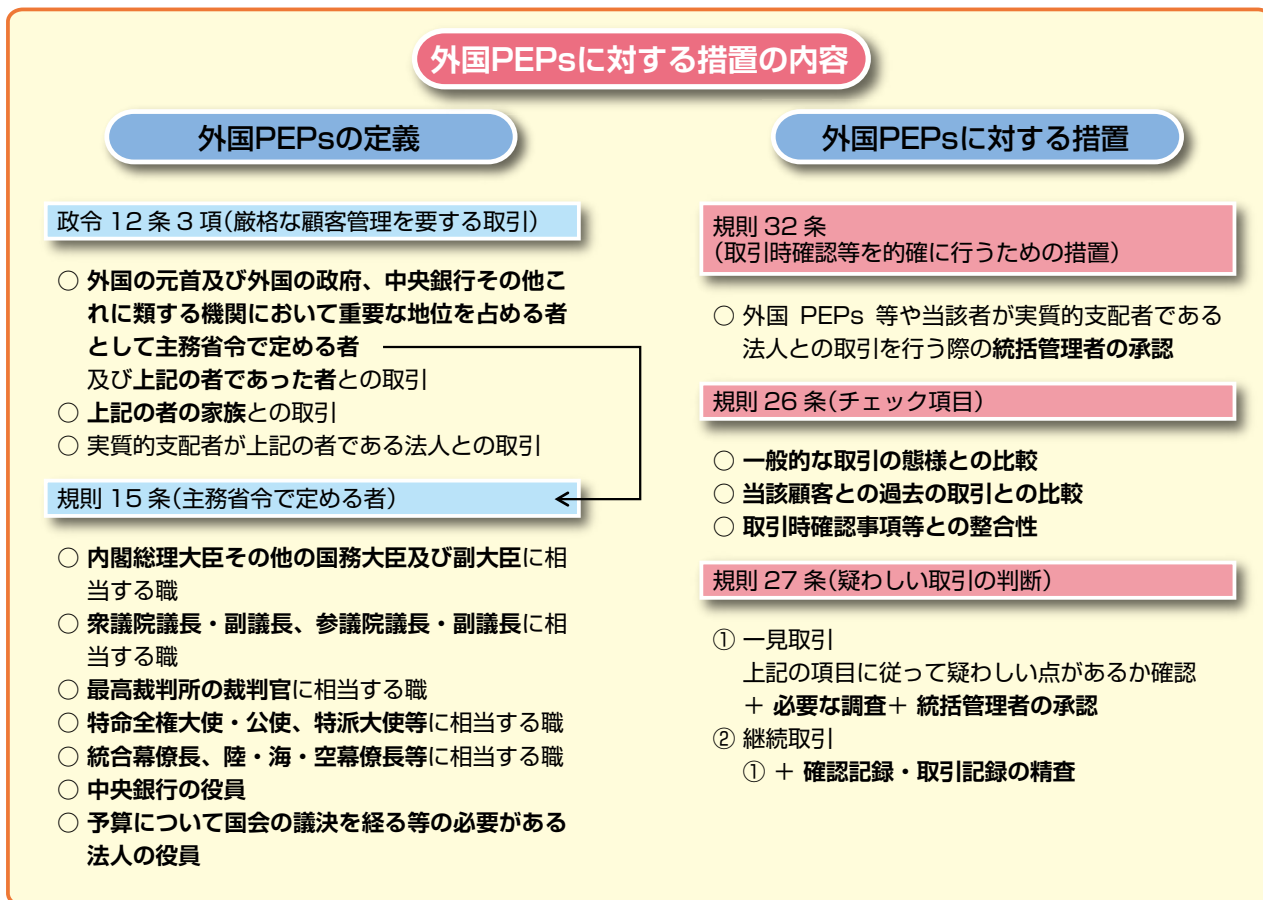 外国PEPsに対する措置の内容
外国PEPsの定義
政令 12 条 3 項(厳格な顧客管理を要する取引)
○ 外国の元首及び外国の政府、中央銀行その他こ
れに類する機関において重要な地位を占める者
として主務省令で定める者
及び上記の者であった者との取引
○ 上記の者の家族との取引
○ 実質的支配者が上記の者である法人との取引
規則 15 条(主務省令で定める者)
○ 内閣総理大臣その他の国務大臣及び副大臣に相
当する職
○ 衆議院議長・副議長、参議院議長・副議長に相
当する職
○ 最高裁判所の裁判官に相当する職
○ 特命全権大使・公使、特派大使等に相当する職
○ 統合幕僚長、陸・海・空幕僚長等に相当する職
○ 中央銀行の役員
○ 予算について国会の議決を経る等の必要がある
法人の役員
外国PEPsに対する措置
規則 32 条
(取引時確認等を的確に行うための措置)
○ 外国 PEPs 等や当該者が実質的支配者である
法人との取引を行う際の統括管理者の承認
規則 26 条(チェック項目)
○ 一般的な取引の態様との比較
○ 当該顧客との過去の取引との比較
○ 取引時確認事項等との整合性
規則 27 条(疑わしい取引の判断)
① 一見取引
上記の項目に従って疑わしい点があるか確認
＋ 必要な調査＋ 統括管理者の承認
② 継続取引
① ＋ 確認記録・取引記録の精査